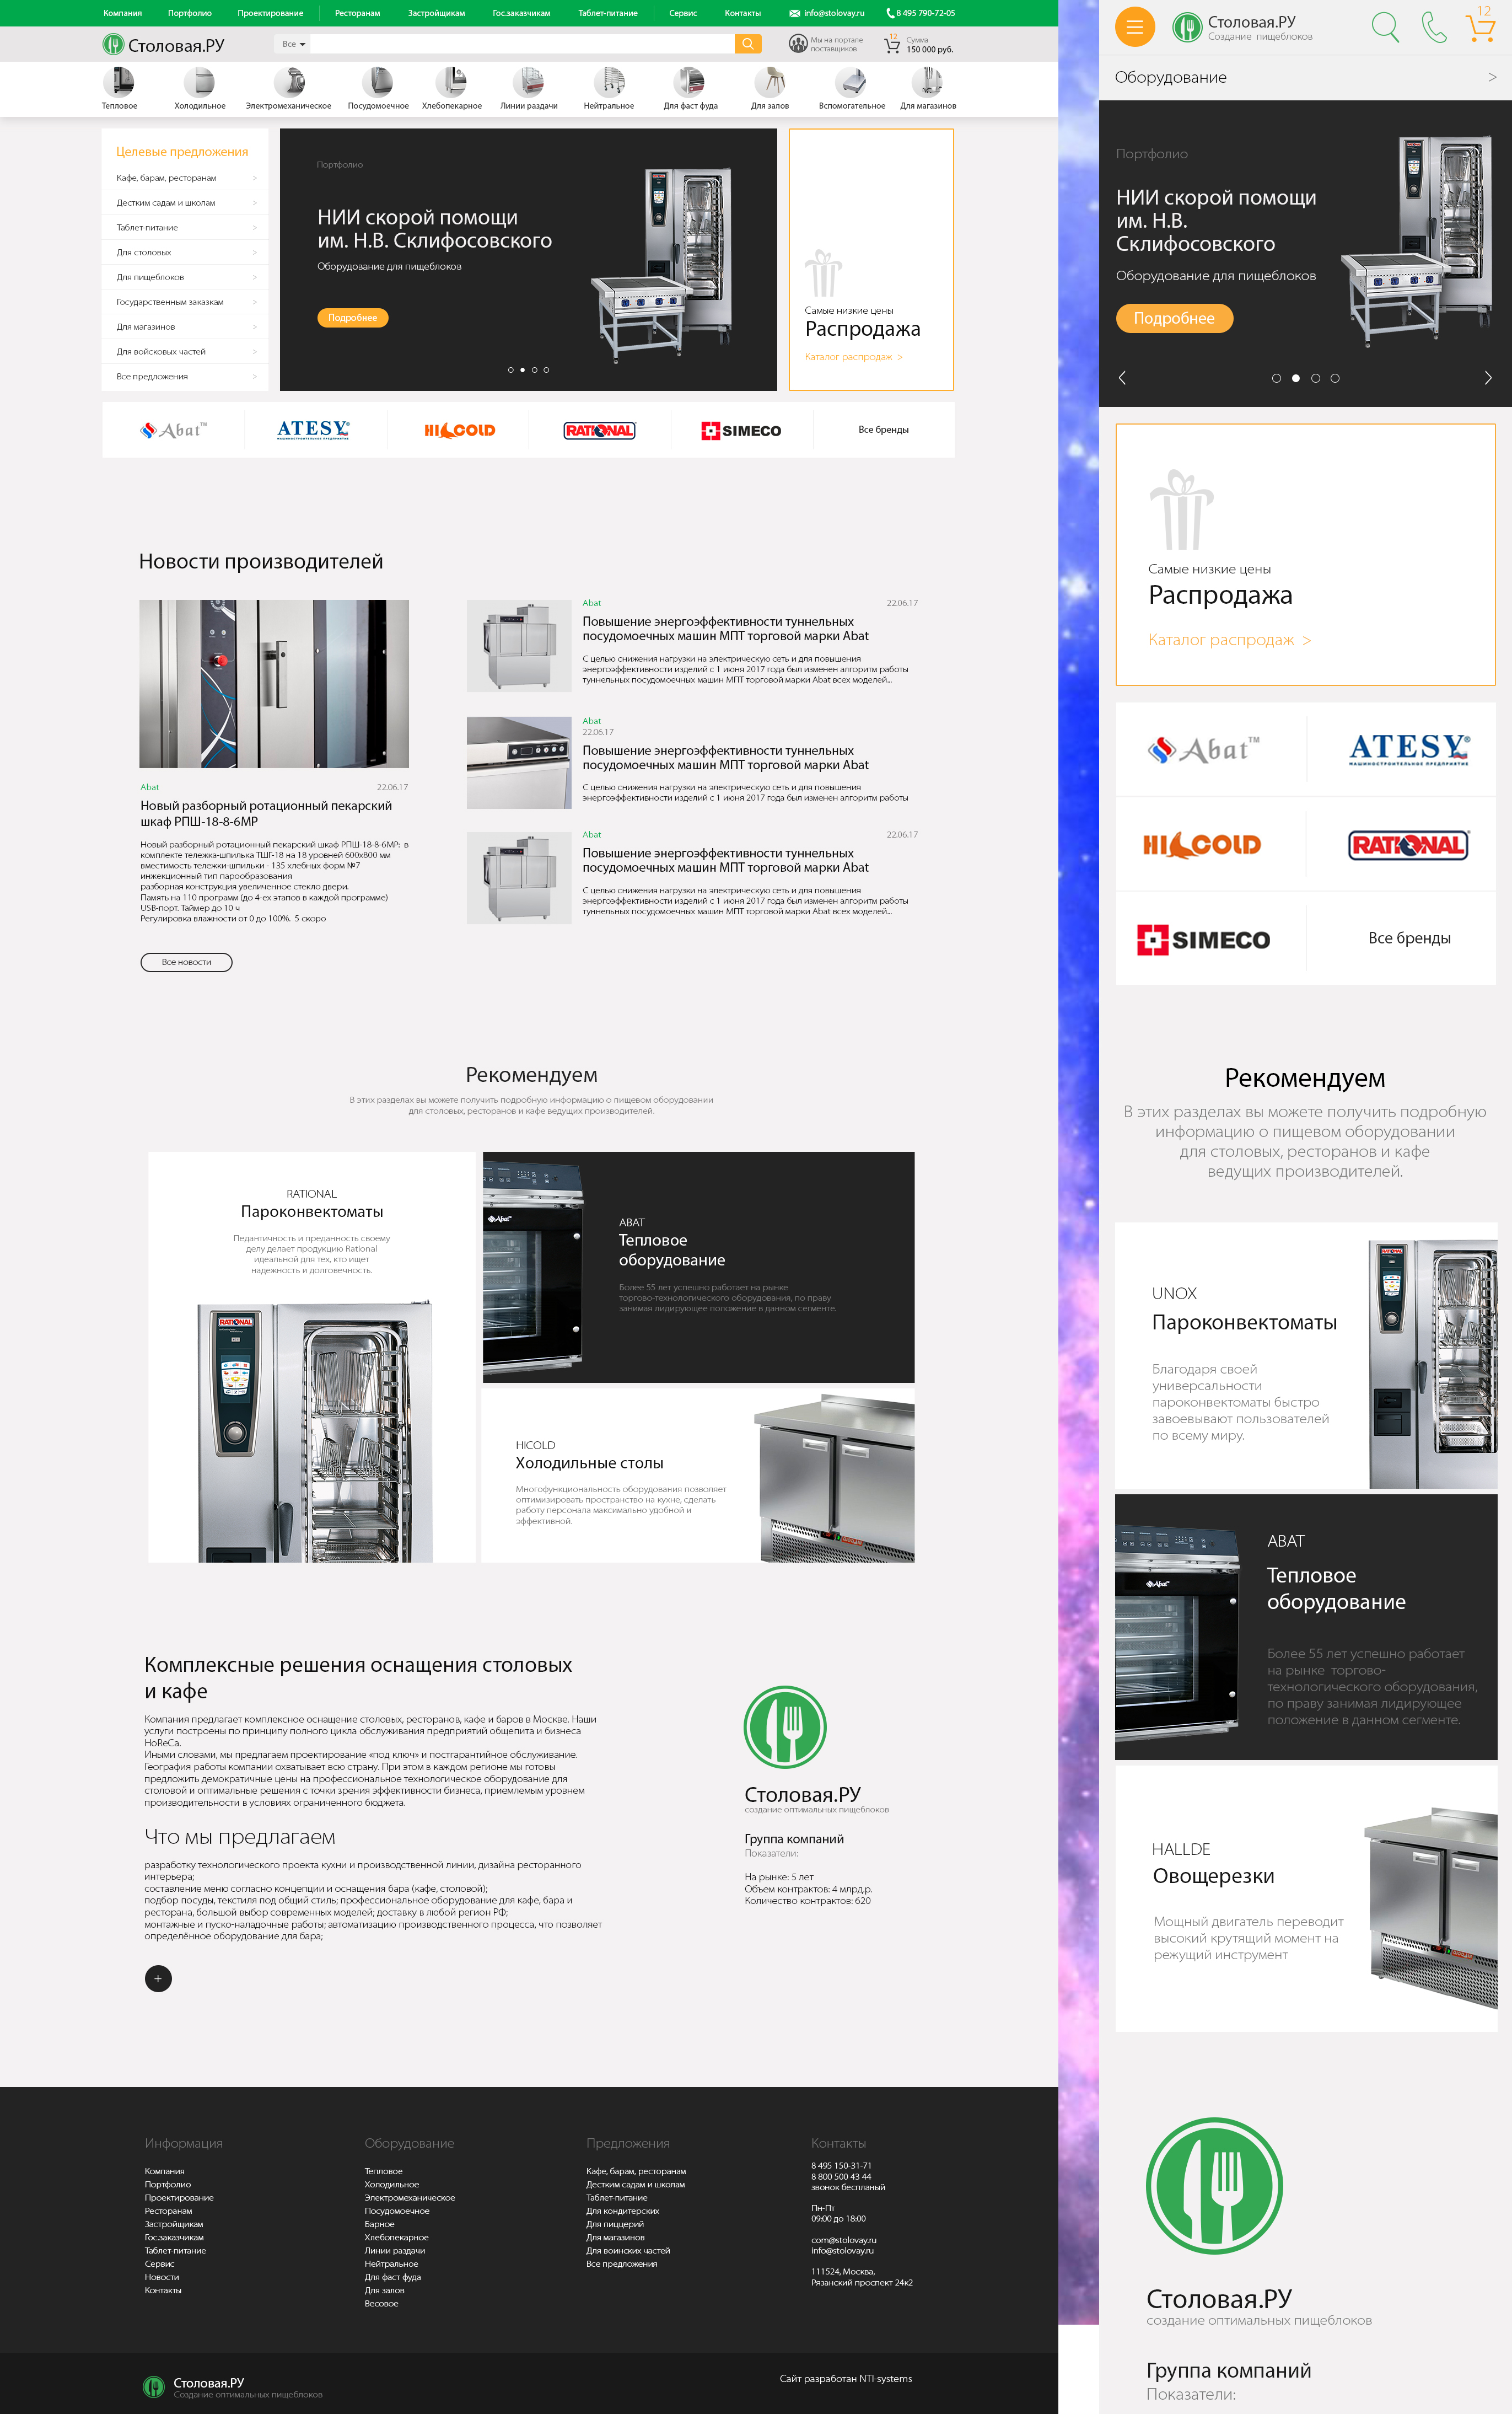 Компания Портфолио Проектирование Ресторанам Застройщикам Гос.заказчикам Таблет-питание Сервис Контакты info@stolovay.ru 8 495 790-72-05
Столовая.РУ
Все
Мы на портале
поставщиков
12
Сумма
150 000 руб.
Тепловое Холодильное Электромеханическое Посудомоечное Хлебопекарное Линии раздачи Нейтральное Для фаст фуда Для залов Вспомогательное Для магазинов
Целевые предложения
Кафе, барам, ресторанам >
Дестким садам и школам >
Таблет-питание >
Для столовых >
Для пищеблоков >
Государственным заказкам >
Для магазинов >
Для войсковых частей >
Все предложения >
Портфолио
НИИ скорой помощи
им. Н.В. Склифосовского
Оборудование для пищеблоков
Подробнее
Самые низкие цены
Распродажа
Каталог распродаж >
Abat™
ATESY®
МАШИНОСТРОИТЕЛЬНОЕ ПРЕДПРИЯТИЕ
HICOLD
RATIONAL
SIMECO
Все бренды
Новости производителей
Abat 22.06.17
Новый разборный ротационный пекарский
шкаф РПШ-18-8-6МР
Новый разборный ротационный пекарский шкаф РПШ-18-8-6МР: в
комплекте тележка-шпилька ТШГ-18 на 18 уровней 600х800 мм
вместимость тележки-шпильки - 135 хлебных форм №7
инжекционный тип парообразования
разборная конструкция увеличенное стекло двери.
Память на 110 программ (до 4-ех этапов в каждой программе)
USB-порт. Таймер до 10 ч
Регулировка влажности от 0 до 100%. 5 скоро
Все новости
Abat 22.06.17
Повышение энергоэффективности туннельных
посудомоечных машин МПТ торговой марки Abat
С целью снижения нагрузки на электрическую сеть и для повышения
энергоэффективности изделий с 1 июня 2017 года был изменен алгоритм работы
туннельных посудомоечных машин МПТ торговой марки Abat всех моделей...
Abat
22.06.17
Повышение энергоэффективности туннельных
посудомоечных машин МПТ торговой марки Abat
С целью снижения нагрузки на электрическую сеть и для повышения
энергоэффективности изделий с 1 июня 2017 года был изменен алгоритм работы
Abat 22.06.17
Повышение энергоэффективности туннельных
посудомоечных машин МПТ торговой марки Abat
С целью снижения нагрузки на электрическую сеть и для повышения
энергоэффективности изделий с 1 июня 2017 года был изменен алгоритм работы
туннельных посудомоечных машин МПТ торговой марки Abat всех моделей...
Рекомендуем
В этих разделах вы можете получить подробную информацию о пищевом оборудовании
для столовых, ресторанов и кафе ведущих производителей.
RATIONAL
Пароконвектоматы
Педантичность и преданность своему
делу делает продукцию Rational
идеальной для тех, кто ищет
надежность и долговечность.
RATIONAL
Abat™
ABAT
Тепловое
оборудование
Более 55 лет успешно работает на рынке
торгово-технологического оборудования, по праву
занимая лидирующее положение в данном сегменте.
HICOLD
Холодильные столы
Многофункциональность оборудования позволяет
оптимизировать пространство на кухне, сделать
работу персонала максимально удобной и
эффективной.
Комплексные решения оснащения столовых
и кафе
Компания предлагает комплексное оснащение столовых, ресторанов, кафе и баров в Москве. Наши
услуги построены по принципу полного цикла обслуживания предприятий общепита и бизнеса
HoReCa.
Иными словами, мы предлагаем проектирование «под ключ» и постгарантийное обслуживание.
География работы компании охватывает всю страну. При этом в каждом регионе мы готовы
предложить демократичные цены на профессиональное технологическое оборудование для
столовой и оптимальные решения с точки зрения эффективности бизнеса, приемлемым уровнем
производительности в условиях ограниченного бюджета.
Что мы предлагаем
разработку технологического проекта кухни и производственной линии, дизайна ресторанного
интерьера;
составление меню согласно концепции и оснащения бара (кафе, столовой);
подбор посуды, текстиля под общий стиль; профессиональное оборудование для кафе, бара и
ресторана, большой выбор современных моделей; доставку в любой регион РФ;
монтажные и пуско-наладочные работы; автоматизацию производственного процесса, что позволяет
определённое оборудование для бара;
+
Столовая.РУ
создание оптимальных пищеблоков
Группа компаний
Показатели:
На рынке: 5 лет
Объем контрактов: 4 млрд.р.
Количество контрактов: 620
Информация
Компания
Портфолио
Проектирование
Ресторанам
Застройщикам
Гос.заказчикам
Таблет-питание
Сервис
Новости
Контакты
Оборудование
Тепловое
Холодильное
Электромеханическое
Посудомоечное
Барное
Хлебопекарное
Линии раздачи
Нейтральное
Для фаст фуда
Для залов
Весовое
Предложения
Кафе, барам, ресторанам
Дестким садам и школам
Таблет-питание
Для кондитерских
Для пиццерий
Для магазинов
Для воинских частей
Все предложения
Контакты
8 495 150-31-71
8 800 500 43 44
звонок беспланый
Пн-Пт
09:00 до 18:00
com@stolovay.ru
info@stolovay.ru
111524, Москва,
Рязанский проспект 24к2
Столовая.РУ
Создание оптимальных пищеблоков
Сайт разработан NTI-systems
Столовая.РУ
Создание пищеблоков
12
Оборудование >
Портфолио
НИИ скорой помощи
им. Н.В.
Склифосовского
Оборудование для пищеблоков
Подробнее
Самые низкие цены
Распродажа
Каталог распродаж >
Abat™
ATESY®
МАШИНОСТРОИТЕЛЬНОЕ ПРЕДПРИЯТИЕ
HICOLD
RATIONAL
SIMECO
Все бренды
Рекомендуем
В этих разделах вы можете получить подробную
информацию о пищевом оборудовании
для столовых, ресторанов и кафе
ведущих производителей.
UNOX
Пароконвектоматы
Благодаря своей
универсальности
пароконвектоматы быстро
завоевывают пользователей
по всему миру.
RATIONAL
Abat™
ABAT
Тепловое
оборудование
Более 55 лет успешно работает
на рынке торгово-
технологического оборудования,
по праву занимая лидирующее
положение в данном сегменте.
HALLDE
Овощерезки
Мощный двигатель переводит
высокий крутящий момент на
режущий инструмент
Столовая.РУ
создание оптимальных пищеблоков
Группа компаний
Показатели: